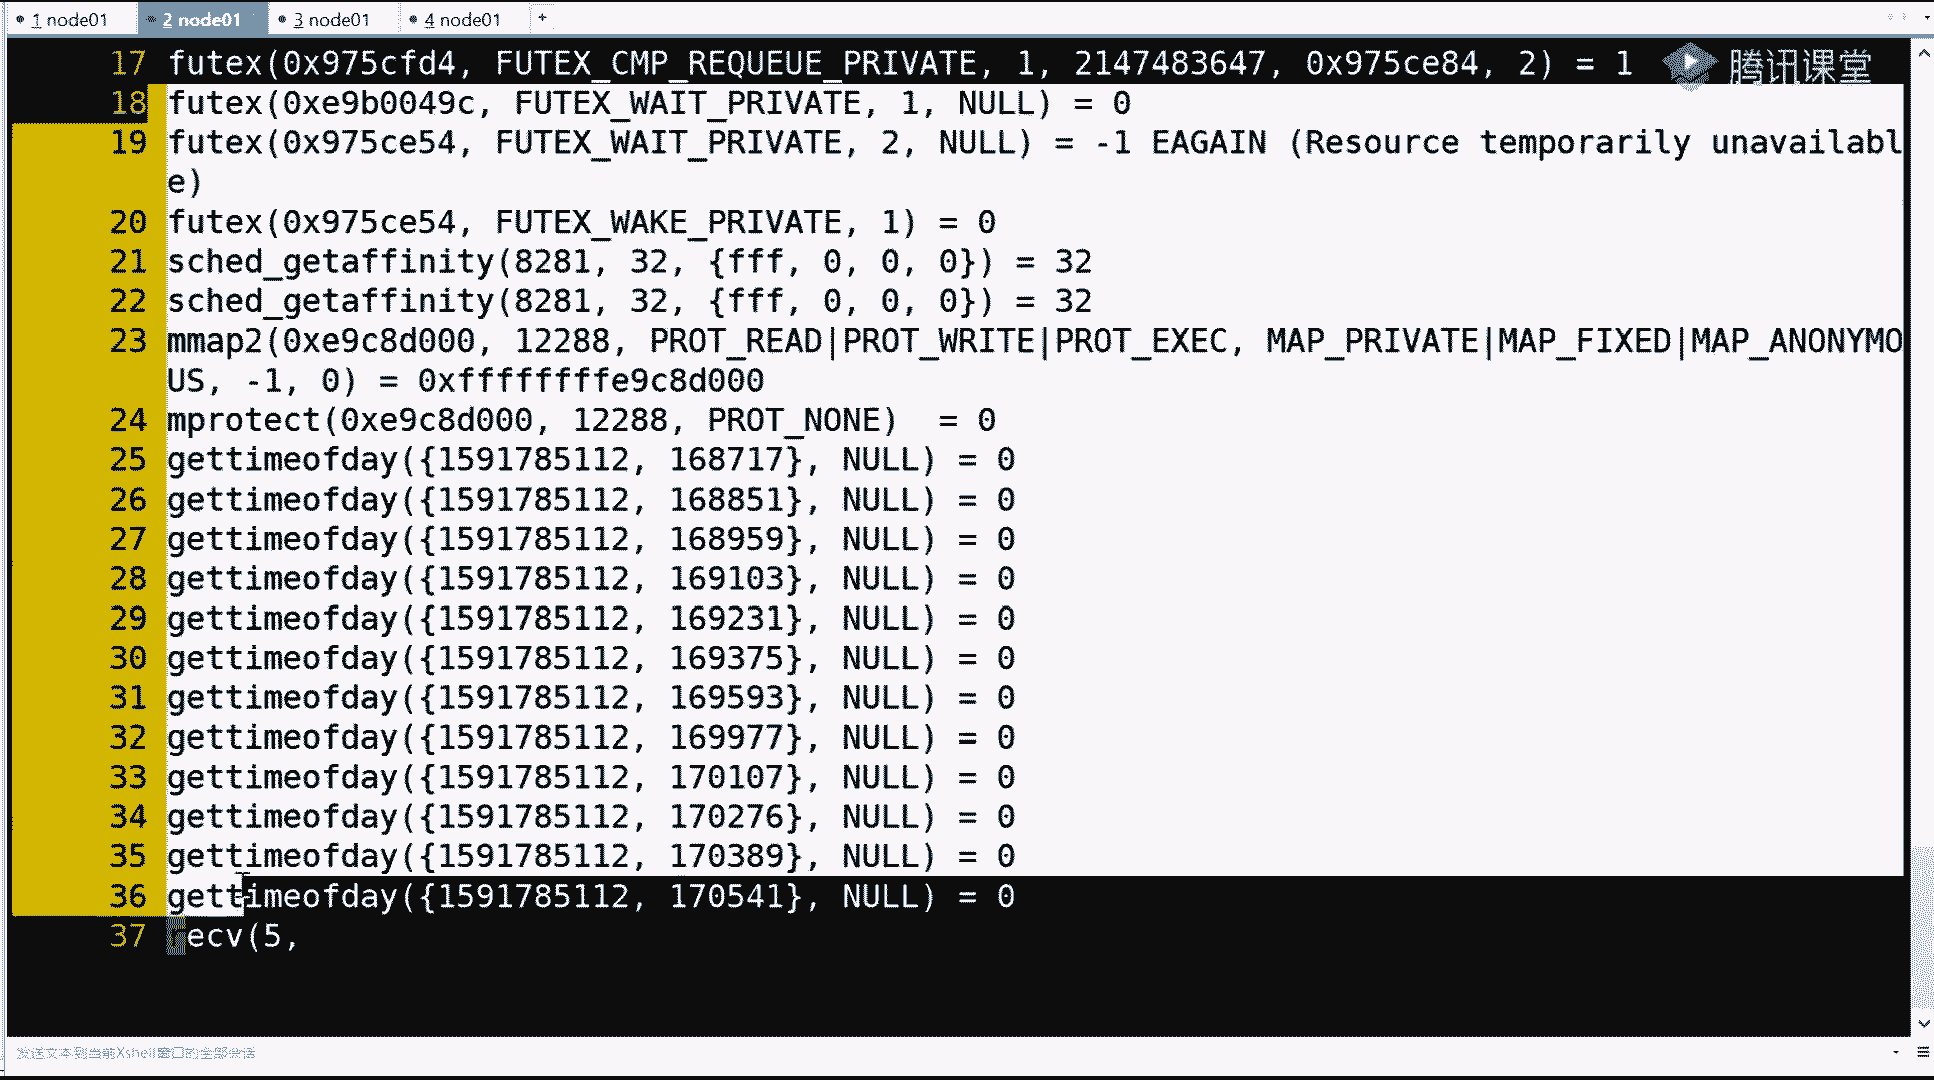 1 node01
2 node01
3 node01
4 node01
+
17 futex(0x975cfd4, FUTEX_CMP_REQUEUE_PRIVATE, 1, 2147483647, 0x975ce84, 2) = 1
腾讯课堂
18 futex(0xe9b0049c, FUTEX_WAIT_PRIVATE, 1, NULL) = 0
19 futex(0x975ce54, FUTEX_WAIT_PRIVATE, 2, NULL) = -1 EAGAIN (Resource temporarily unavailabl
e)
20 futex(0x975ce54, FUTEX_WAKE_PRIVATE, 1) = 0
21 sched_getaffinity(8281, 32, {fff, 0, 0, 0}) = 32
22 sched_getaffinity(8281, 32, {fff, 0, 0, 0}) = 32
23 mmap2(0xe9c8d000, 12288, PROT_READ|PROT_WRITE|PROT_EXEC, MAP_PRIVATE|MAP_FIXED|MAP_ANONYMO
US, -1, 0) = 0xffffffffe9c8d000
24 mprotect(0xe9c8d000, 12288, PROT_NONE)  = 0
25 gettimeofday({1591785112, 168717}, NULL) = 0
26 gettimeofday({1591785112, 168851}, NULL) = 0
27 gettimeofday({1591785112, 168959}, NULL) = 0
28 gettimeofday({1591785112, 169103}, NULL) = 0
29 gettimeofday({1591785112, 169231}, NULL) = 0
30 gettimeofday({1591785112, 169375}, NULL) = 0
31 gettimeofday({1591785112, 169593}, NULL) = 0
32 gettimeofday({1591785112, 169977}, NULL) = 0
33 gettimeofday({1591785112, 170107}, NULL) = 0
34 gettimeofday({1591785112, 170276}, NULL) = 0
35 gettimeofday({1591785112, 170389}, NULL) = 0
36 gettimeofday({1591785112, 170541}, NULL) = 0
37 recv(5,
发送文本到当前Xshell窗口的全部会话